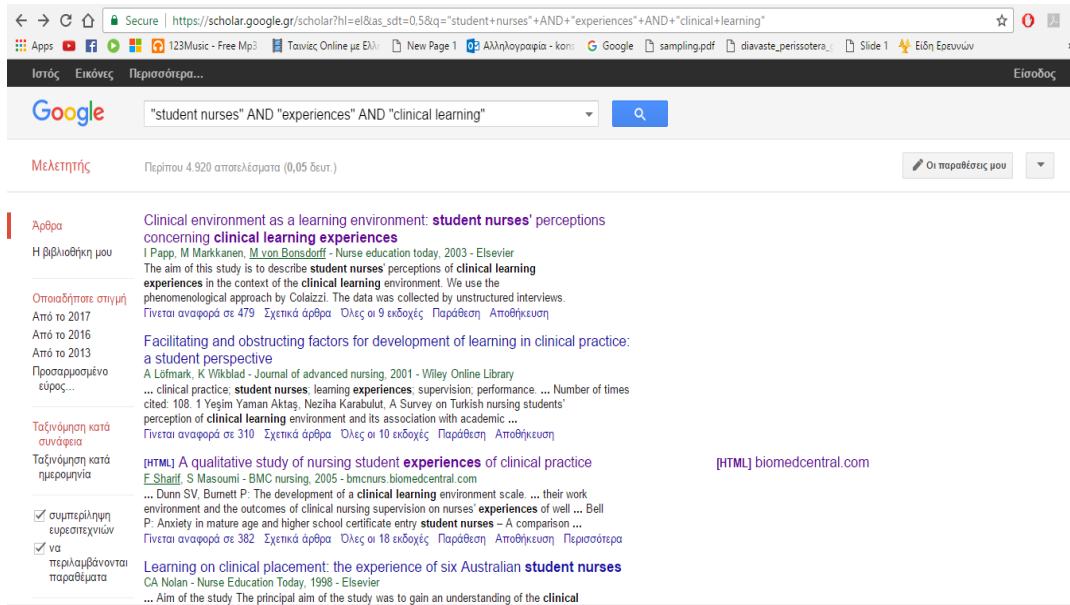 Secure | https://scholar.google.gr/scholar?hl=el&as_sdt=0,5&q="student+nurses"+AND+"experiences"+AND+"clinical+learning"
Apps 123Music - Free Mp3 Ταινίες Online με Ελλ New Page 1 Αλληλογραφία - kons Google sampling.pdf diavaste_perissotera_ Slide 1 Είδη Ερευνών
Ιστός Εικόνες Περισσότερα... Είσοδος
Google "student nurses" AND "experiences" AND "clinical learning"
Μελετητής Περίπου 4.920 αποτελέσματα (0,05 δευτ.) Οι παραθέσεις μου
Άρθρα
Η βιβλιοθήκη μου
Οποιαδήποτε στιγμή
Από το 2017
Από το 2016
Από το 2013
Προσαρμοσμένο
εύρος...
Ταξινόμηση κατά
συνάφεια
Ταξινόμηση κατά
ημερομηνία
συμπερίληψη
ευρεσιτεχνιών
να
περιλαμβάνονται
παραθέματα
Clinical environment as a learning environment: student nurses' perceptions
concerning clinical learning experiences
I Papp, M Markkanen, M von Bonsdorff - Nurse education today, 2003 - Elsevier
The aim of this study is to describe student nurses' perceptions of clinical learning
experiences in the context of the clinical learning environment. We use the
phenomenological approach by Colaizzi. The data was collected by unstructured interviews.
Γίνεται αναφορά σε 479 Σχετικά άρθρα Όλες οι 9 εκδοχές Παράθεση Αποθήκευση
Facilitating and obstructing factors for development of learning in clinical practice:
a student perspective
A Löfmark, K Wikblad - Journal of advanced nursing, 2001 - Wiley Online Library
... clinical practice; student nurses; learning experiences; supervision; performance. ... Number of times
cited: 108. 1 Yeşim Yaman Aktaş, Neziha Karabulut, A Survey on Turkish nursing students'
perception of clinical learning environment and its association with academic ...
Γίνεται αναφορά σε 310 Σχετικά άρθρα Όλες οι 10 εκδοχές Παράθεση Αποθήκευση
[HTML] A qualitative study of nursing student experiences of clinical practice
F Sharif, S Masoumi - BMC nursing, 2005 - bmcnurs.biomedcentral.com
... Dunn SV, Burnett P: The development of a clinical learning environment scale. ... their work
environment and the outcomes of clinical nursing supervision on nurses' experiences of well ... Bell
P: Anxiety in mature age and higher school certificate entry student nurses – A comparison ...
Γίνεται αναφορά σε 382 Σχετικά άρθρα Όλες οι 18 εκδοχές Παράθεση Αποθήκευση Περισσότερα
[HTML] biomedcentral.com
Learning on clinical placement: the experience of six Australian student nurses
CA Nolan - Nurse Education Today, 1998 - Elsevier
... Aim of the study The principal aim of the study was to gain an understanding of the clinical